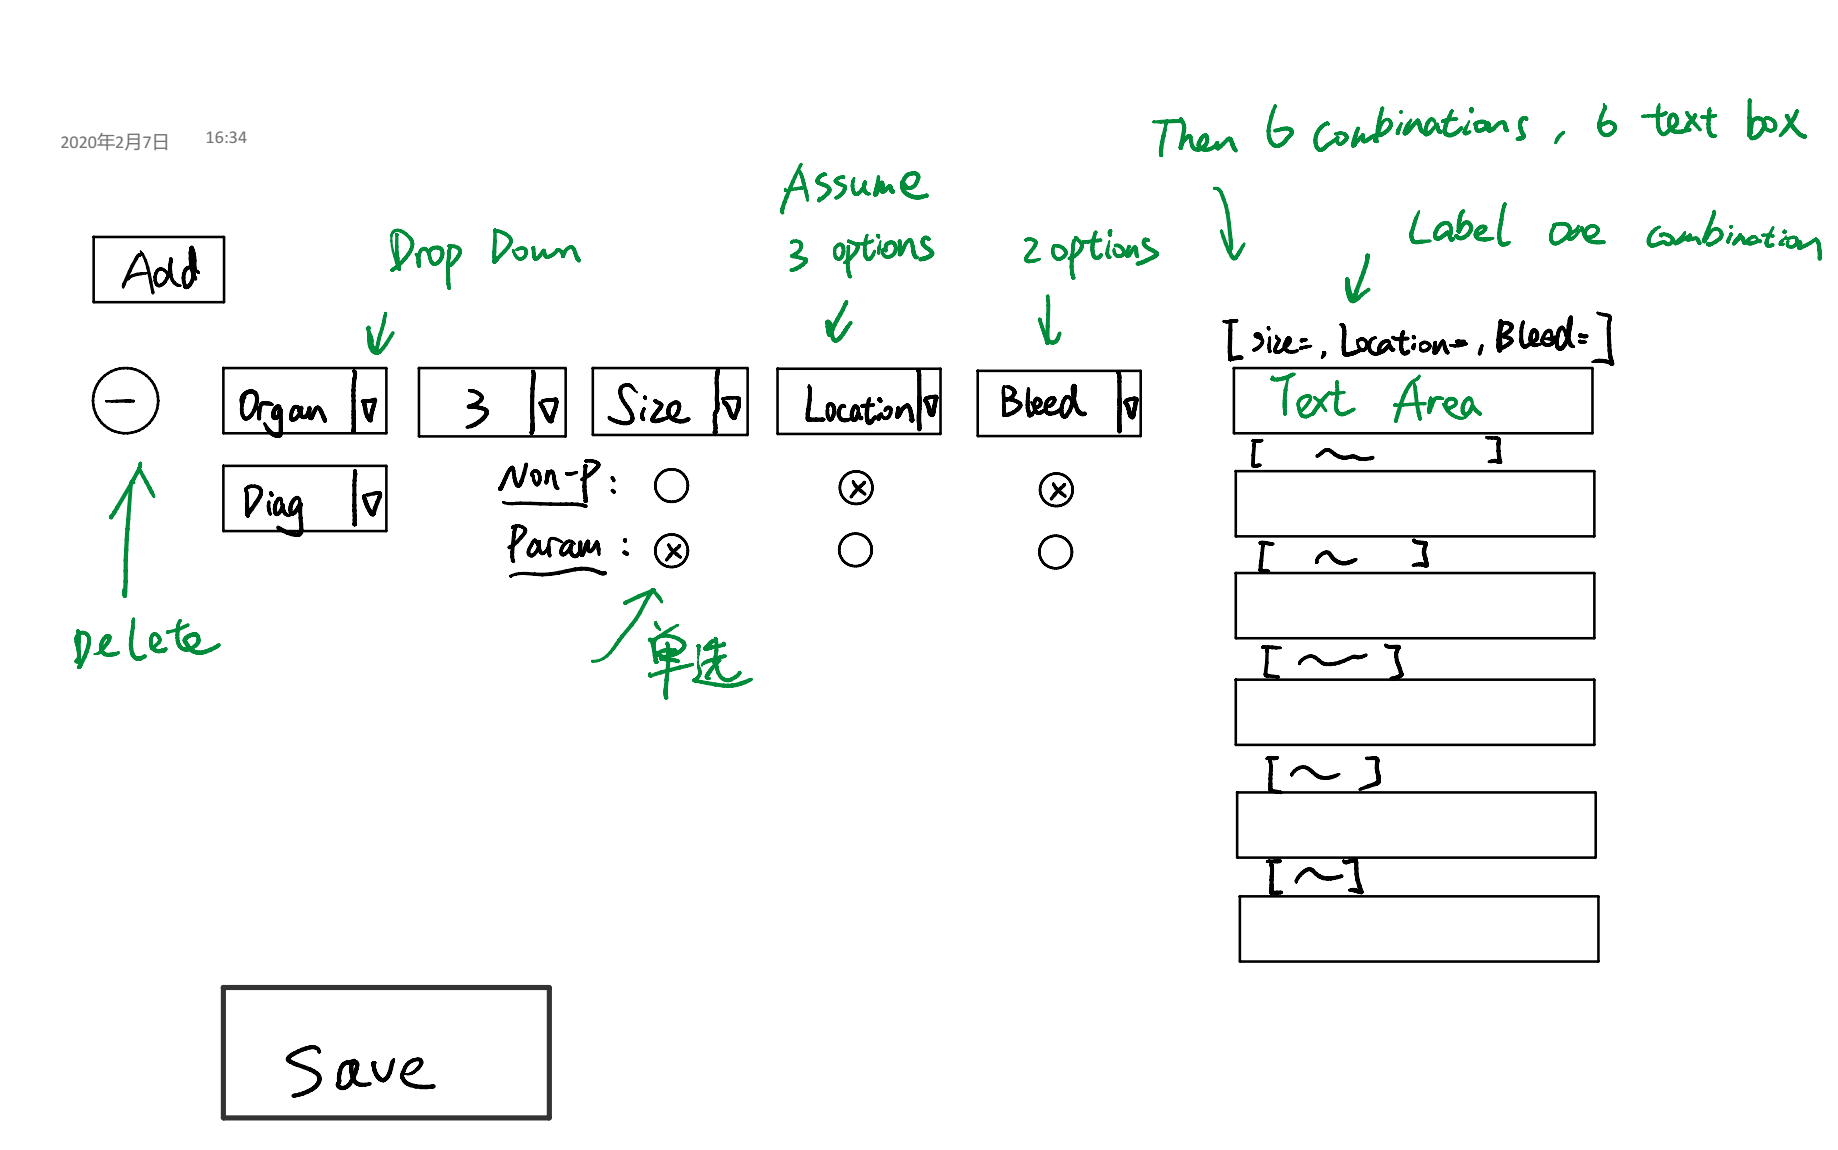 2020年2月7日 16:34
Then 6 combinations, 6 text box
Assume
3 options
2 options
Label one combination
Drop Down
Add
[size=, Location=, Bleed=]
−
Organ
3
Size
Location
Bleed
Text Area
[ ~ ]
Diag
Non-P:
Param:
[ ~ ]
Delete
单选
[ ~ ]
[ ~ ]
[ ~ ]
Save